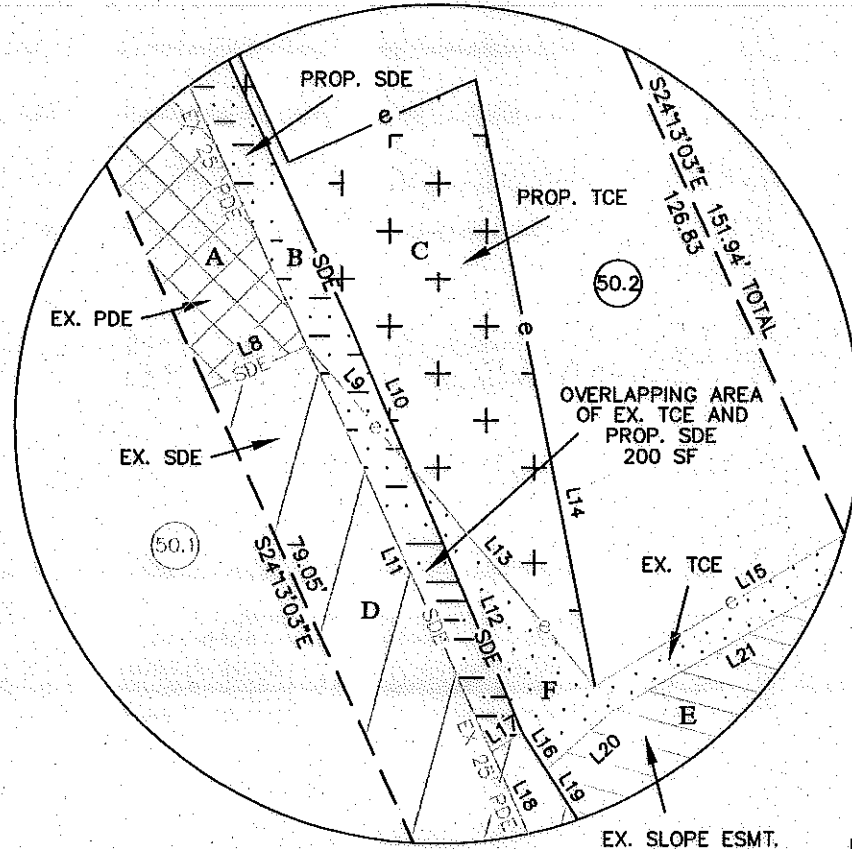 PROP. SDE
S24°13'03"E 151.94' TOTAL
126.83
EX 25' PDE
e
PROP. TCE
A
B
SDE
C
50.2
EX. PDE
L8
SDE
e
L9
L10
OVERLAPPING AREA
OF EX. TCE AND
PROP. SDE
200 SF
EX. SDE
e
L14
50.1
79.05'
S24°13'03"E
L11
L13
EX. TCE
L15
e
D
L12
SDE
e
L21
SDE
F
E
EX 25' PDE
L17
L16
L20
L18
L19
EX. SLOPE ESMT.